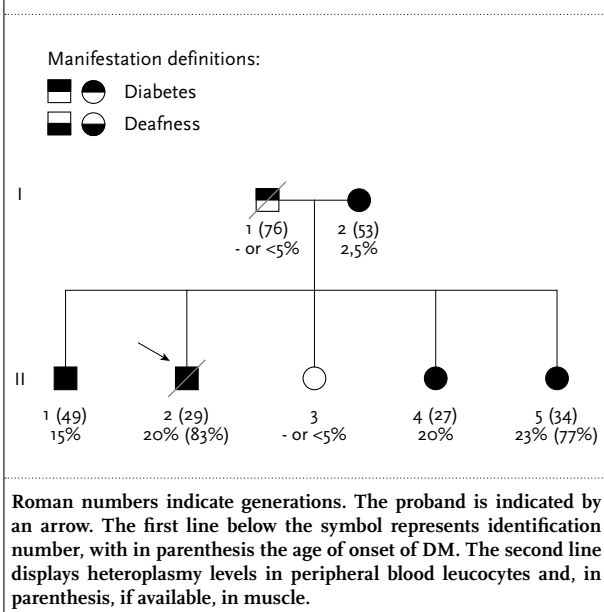 Manifestation definitions:
Diabetes
Deafness
I
1 (76) 2 (53)
- or <5% 2,5%
II
1 (49) 2 (29) 3 4 (27) 5 (34)
15% 20% (83%) - or <5% 20% 23% (77%)
Roman numbers indicate generations. The proband is indicated by
an arrow. The first line below the symbol represents identification
number, with in parenthesis the age of onset of DM. The second line
displays heteroplasmy levels in peripheral blood leucocytes and, in
parenthesis, if available, in muscle.